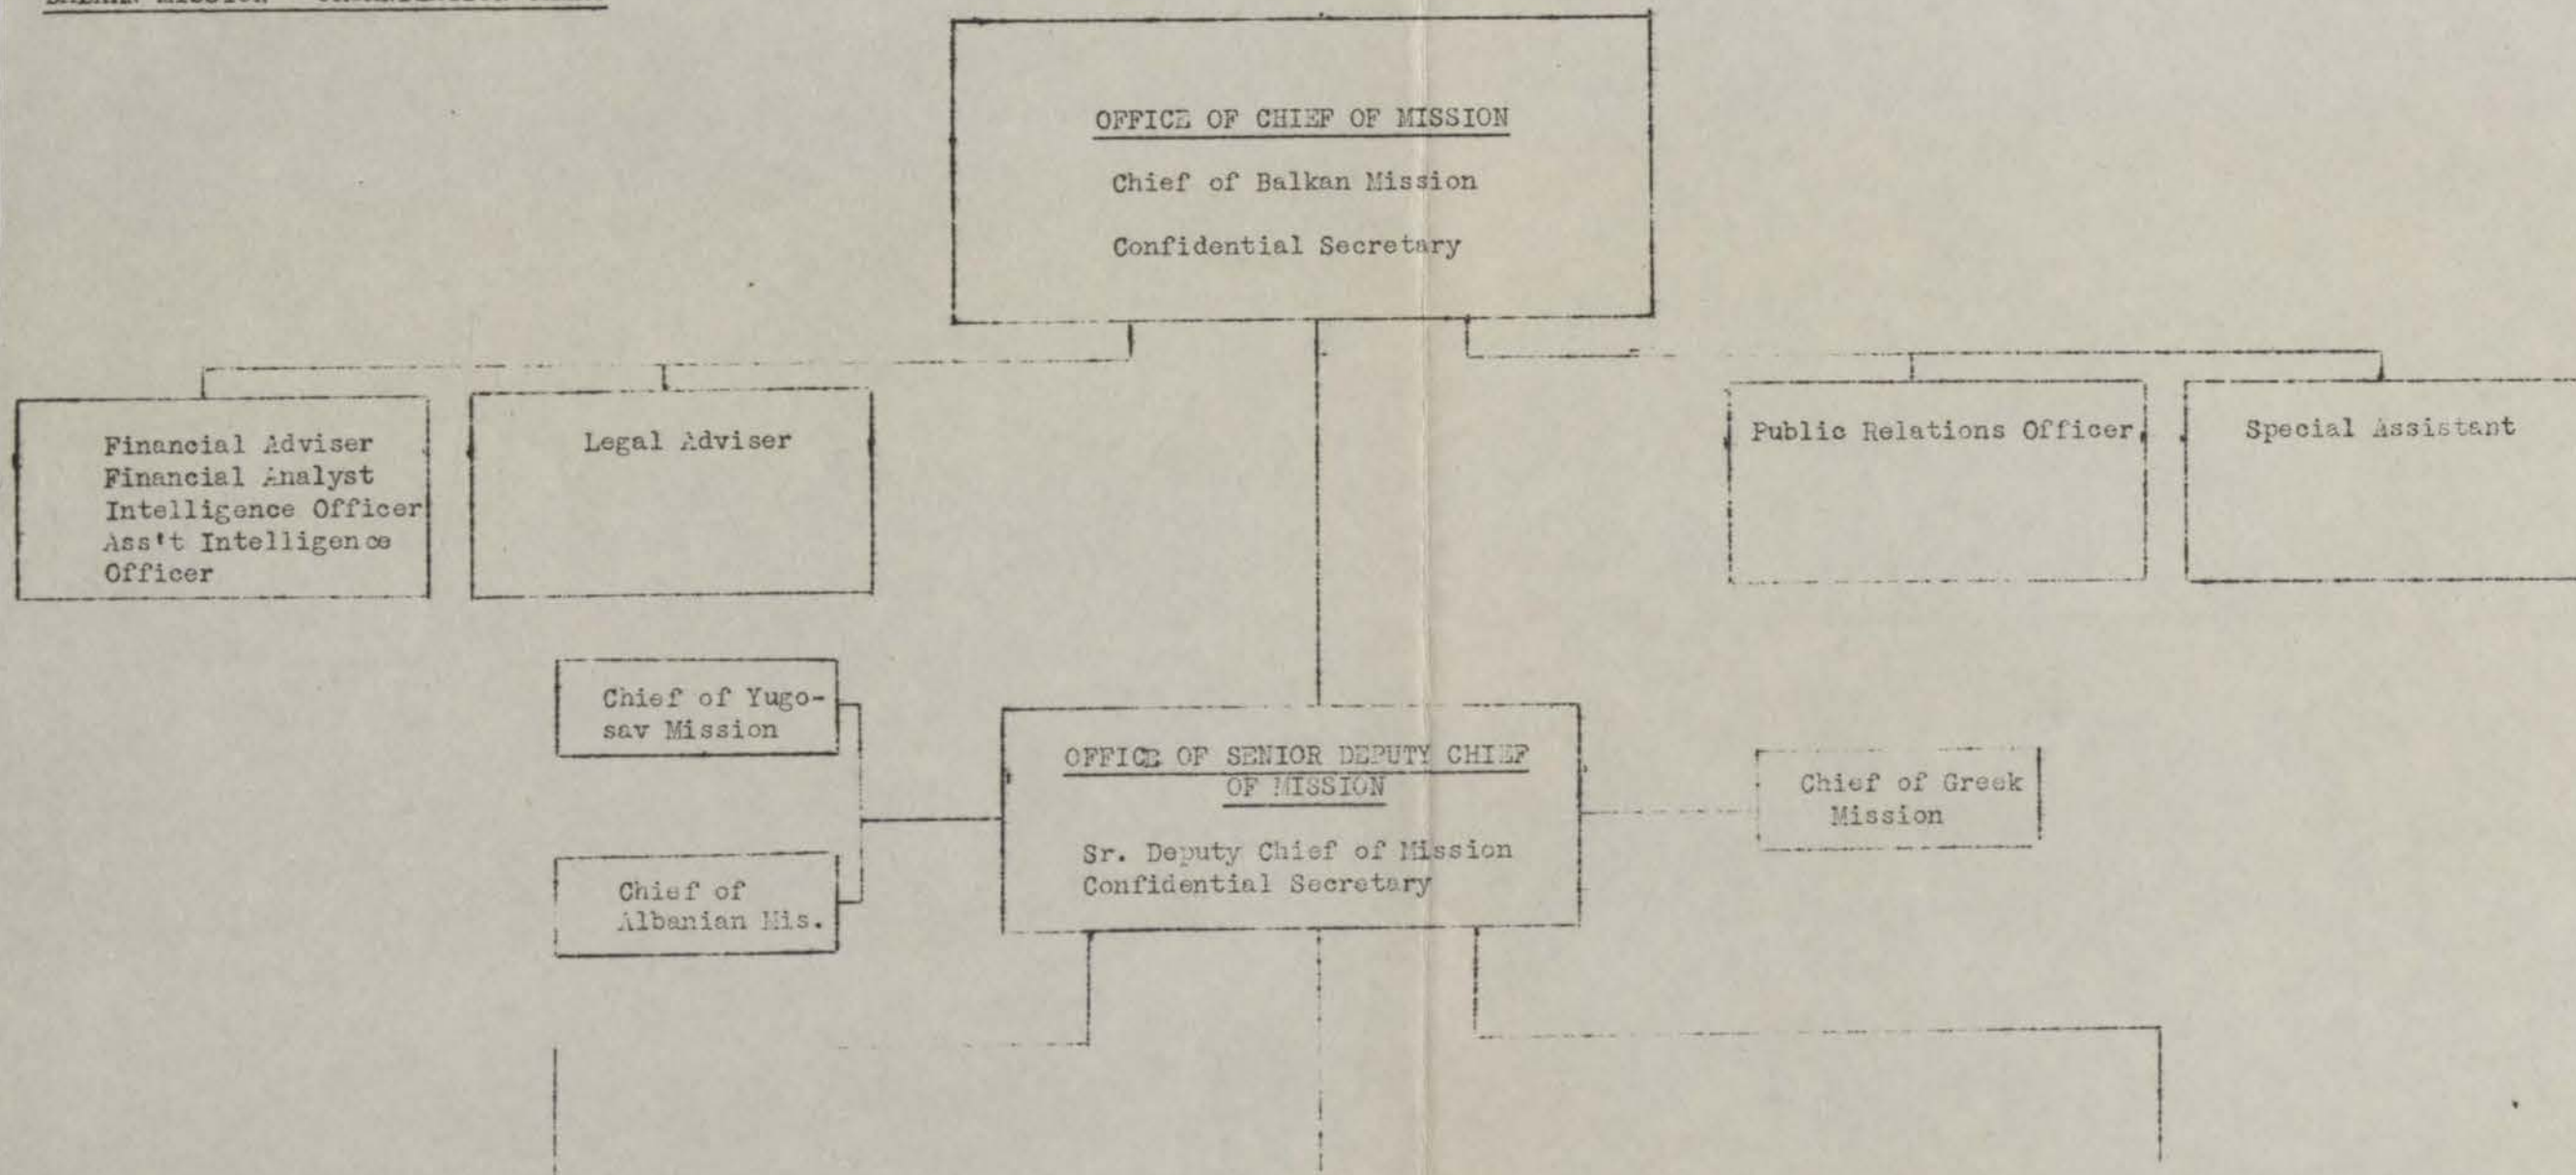 BALKAN MISSION
OFFICE OF CHIEF OF MISSION
Chief of Balkan Mission
Confidential Secretary
Financial Adviser
Financial Analyst
Intelligence Officer
Ass't Intelligence
Officer
Legal Adviser
Public Relations Officer
Special Assistant
Chief of Yugo-
sav Mission
Chief of
Albanian Mis.
OFFICE OF SENIOR DEPUTY CHIEF
OF MISSION
Sr. Deputy Chief of Mission
Confidential Secretary
Chief of Greek
Mission